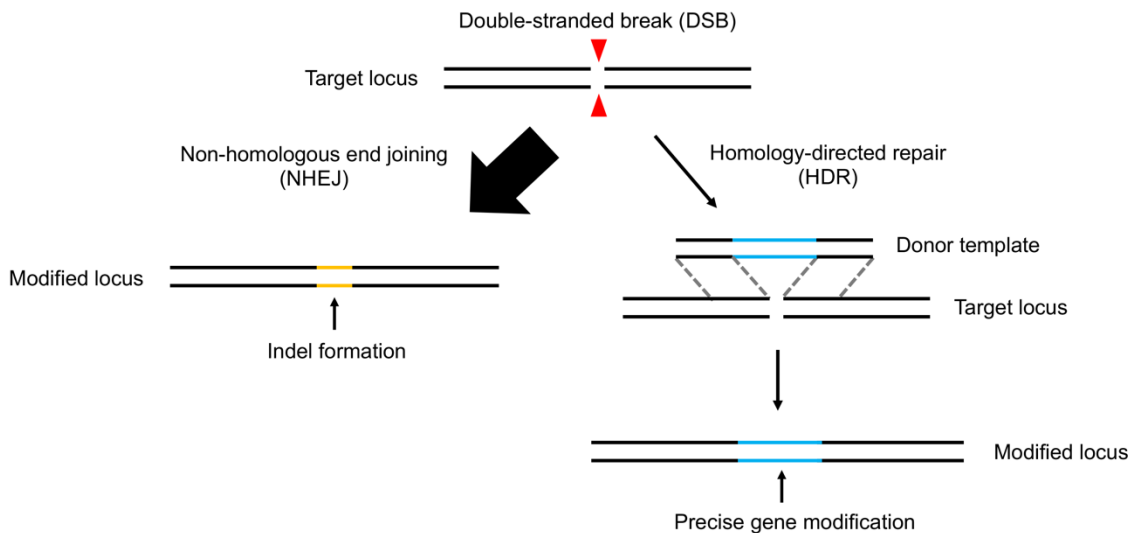 Double-stranded break (DSB)
Target locus
Non-homologous end joining
(NHEJ)
Homology-directed repair
(HDR)
Donor template
Modified locus
Target locus
Indel formation
Modified locus
Precise gene modification